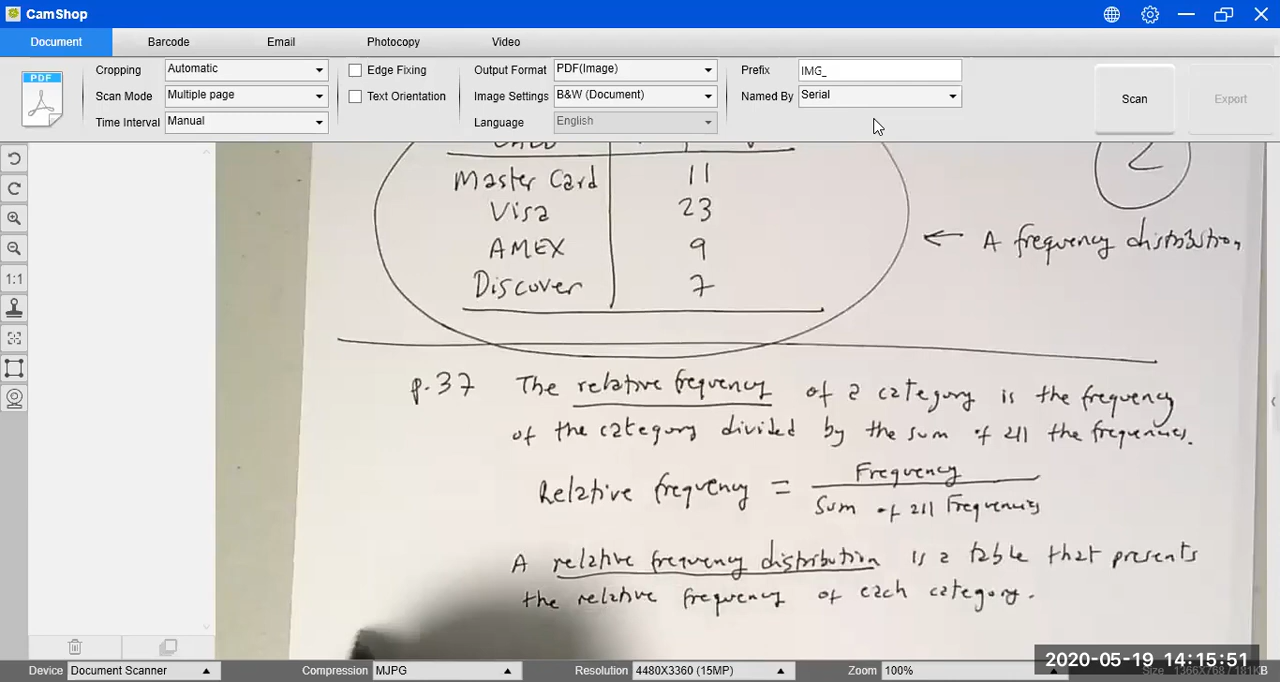 CamShop
Document Barcode Email Photocopy Video
PDF
Cropping Automatic Edge Fixing Output Format PDF(Image) Prefix IMG_
Scan Mode Multiple page Text Orientation Image Settings B&W (Document) Named By Serial Scan Export
Time Interval Manual Language English
2
Master Card 11
Visa 23
AMEX 9
Discover 7
← A frequency distribution
p.37 The relative frequency of a category is the frequency
of the category divided by the sum of all the frequencies.
Relative frequency = Frequency
Sum of all Frequencies
A relative frequency distribution is a table that presents
the relative frequency of each category.
1:1
2020-05-19 14:15:51
Device Document Scanner Compression MJPG Resolution 4480X3360 (15MP) Zoom 100%